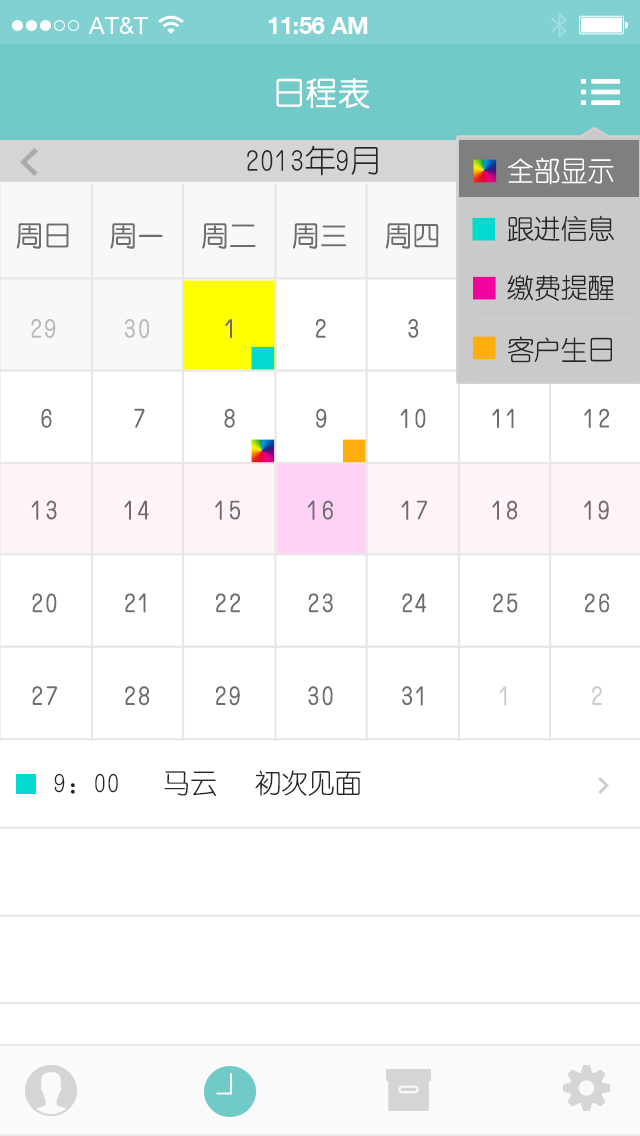 AT&T 11:56 AM
日程表
2013年9月
全部显示
跟进信息
缴费提醒
客户生日
周日 周一 周二 周三 周四
29 30 1 2 3
6 7 8 9 10 11 12
13 14 15 16 17 18 19
20 21 22 23 24 25 26
27 28 29 30 31 1 2
9：00 马云 初次见面